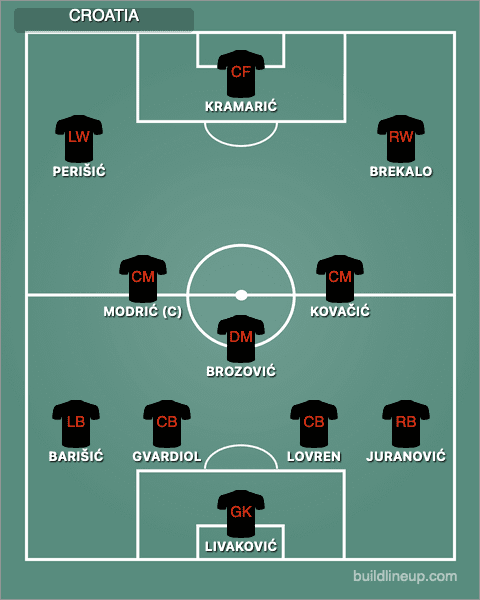 CROATIA
CF
KRAMARIĆ
LW
PERIŠIĆ
RW
BREKALO
CM
MODRIĆ (C)
CM
KOVAČIĆ
DM
BROZOVIĆ
LB
BARIŠIĆ
CB
GVARDIOL
CB
LOVREN
RB
JURANOVIĆ
GK
LIVAKOVIĆ
buildlineup.com